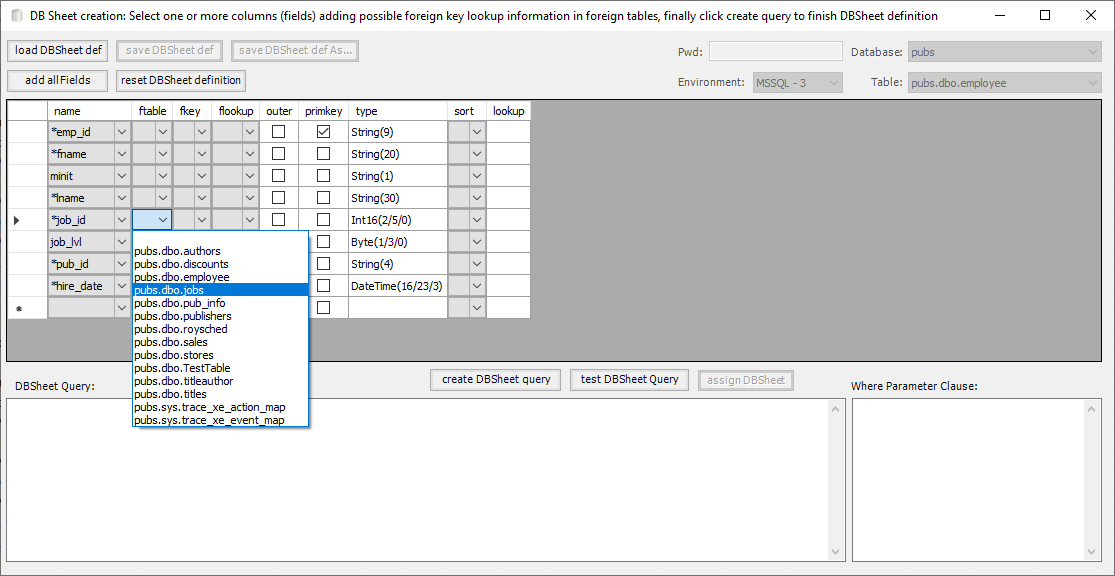 DB Sheet creation: Select one or more columns (fields) adding possible foreign key lookup information in foreign tables, finally click create query to finish DBSheet definition
load DBSheet def save DBSheet def save DBSheet def As... Pwd: Database: pubs
add all Fields reset DBSheet definition Environment: MSSQL - 3 Table: pubs.dbo.employee
name ftable fkey flookup outer primkey type sort lookup
*emp_id String(9)
*fname String(20)
minit String(1)
*lname String(30)
*job_id Int16(2/5/0)
job_lvl Byte(1/3/0)
*pub_id String(4)
*hire_date DateTime(16/23/3)
pubs.dbo.authors
pubs.dbo.discounts
pubs.dbo.employee
pubs.dbo.jobs
pubs.dbo.pub_info
pubs.dbo.publishers
pubs.dbo.roysched
pubs.dbo.sales
pubs.dbo.stores
pubs.dbo.TestTable
pubs.dbo.titleauthor
pubs.dbo.titles
pubs.sys.trace_xe_action_map
pubs.sys.trace_xe_event_map
DBSheet Query: create DBSheet query test DBSheet Query assign DBSheet Where Parameter Clause: